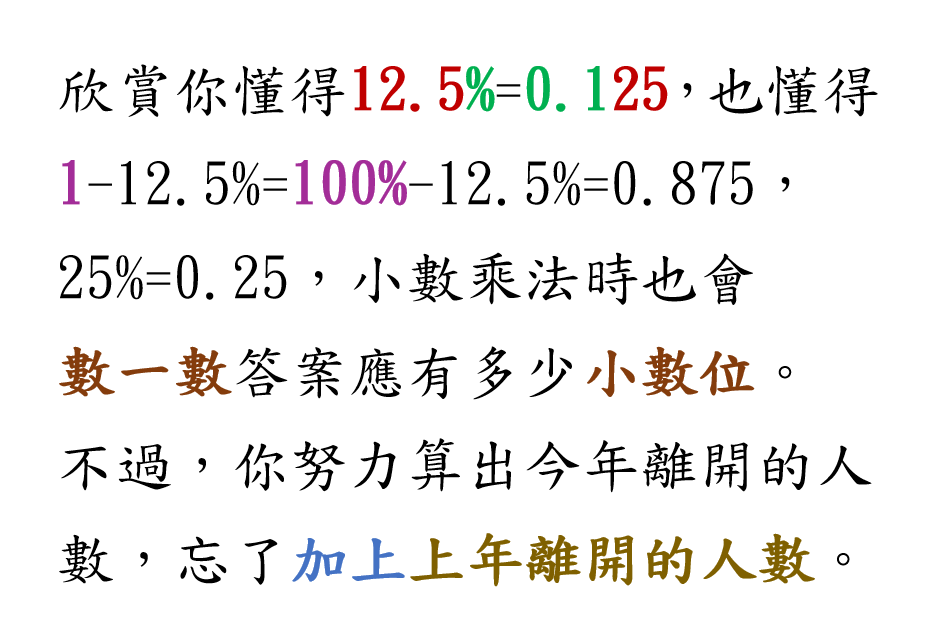 欣賞你懂得12.5%=0.125，也懂得
1-12.5%=100%-12.5%=0.875，
25%=0.25，小數乘法時也會
數一數答案應有多少小數位。
不過，你努力算出今年離開的人
數，忘了加上上年離開的人數。